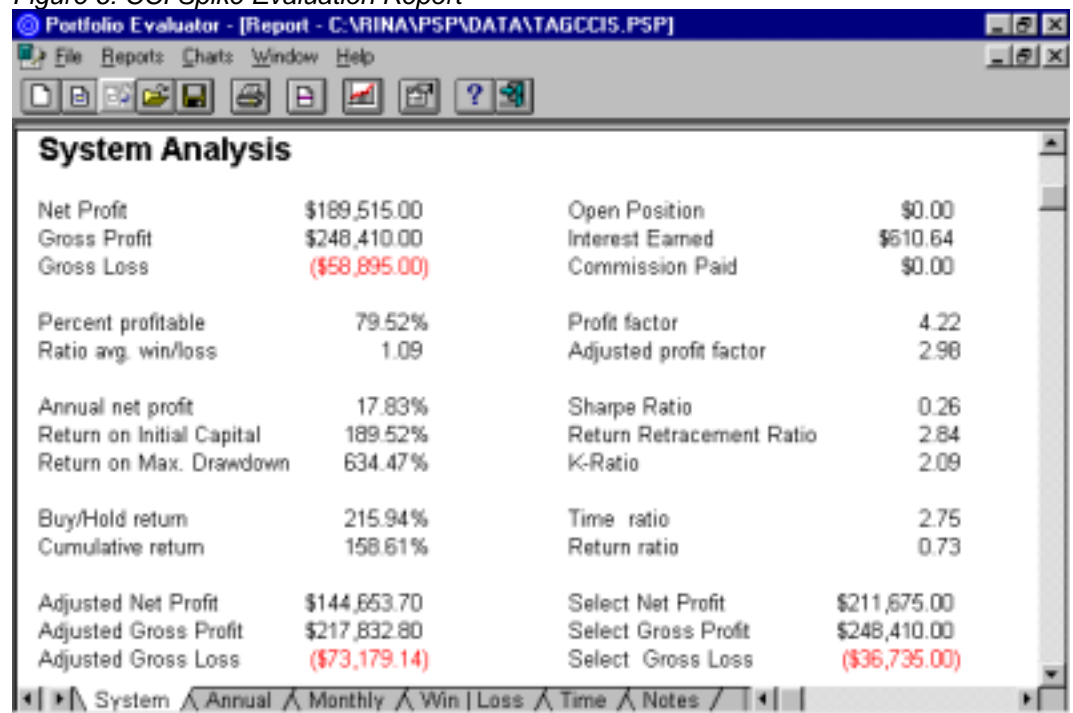 Figure 3. CCI Spike Evaluation Report
Portfolio Evaluator - [Report - C:\RINA\PSP\DATA\TAGCCIS.PSP]
File Reports Charts Window Help
System Analysis
Net Profit $189,515.00 Open Position $0.00
Gross Profit $248,410.00 Interest Earned $610.64
Gross Loss ($58,895.00) Commission Paid $0.00
Percent profitable 79.52% Profit factor 4.22
Ratio avg. win/loss 1.09 Adjusted profit factor 2.98
Annual net profit 17.83% Sharpe Ratio 0.26
Return on Initial Capital 189.52% Return Retracement Ratio 2.84
Return on Max. Drawdown 634.47% K-Ratio 2.09
Buy/Hold return 215.94% Time ratio 2.75
Cumulative return 158.61% Return ratio 0.73
Adjusted Net Profit $144,653.70 Select Net Profit $211,675.00
Adjusted Gross Profit $217,832.80 Select Gross Profit $248,410.00
Adjusted Gross Loss ($73,179.14) Select Gross Loss ($36,735.00)
System Annual Monthly Win | Loss Time Notes